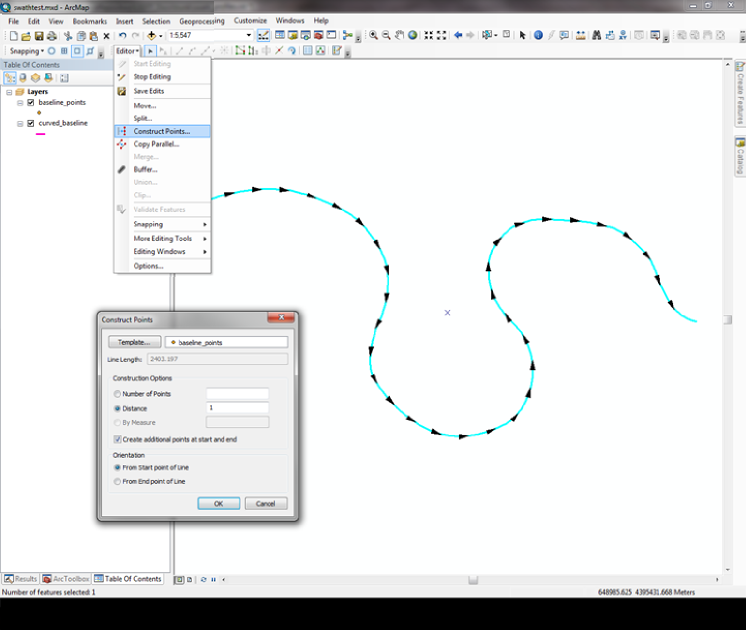 swathtest.mxd - ArcMap
File Edit View Bookmarks Insert Selection Geoprocessing Customize Windows Help
1:5,547
Snapping Editor
Table Of Contents
Layers
baseline_points
curved_baseline
Start Editing
Stop Editing
Save Edits
Move...
Split...
Construct Points...
Copy Parallel...
Merge...
Buffer...
Union...
Clip...
Validate Features
Snapping
More Editing Tools
Editing Windows
Options...
Create Features
Catalog
Construct Points
Template... baseline_points
Line Length: 2403.197
Construction Options
Number of Points
Distance 1
By Measure
Create additional points at start and end
Orientation
From Start point of Line
From End point of Line
OK Cancel
Results ArcToolbox Table Of Contents
Number of features selected: 1
648985.625 4395431.668 Meters